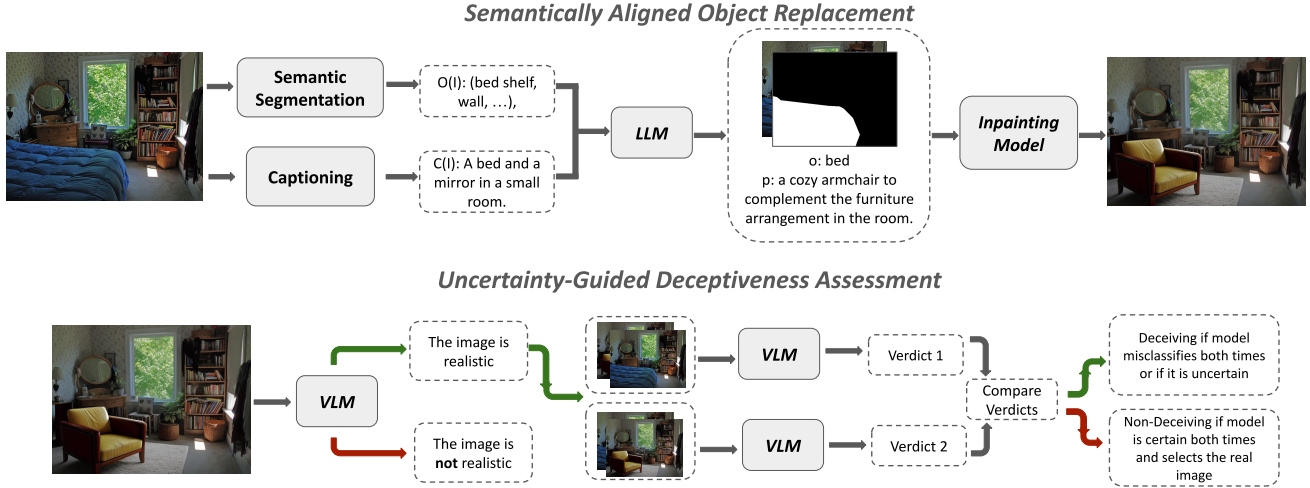 Semantically Aligned Object Replacement
Semantic
Segmentation
O(I): (bed shelf,
wall, …),
Captioning
C(I): A bed and a
mirror in a small
room.
LLM
o: bed
p: a cozy armchair to
complement the furniture
arrangement in the room.
Inpainting
Model
Uncertainty-Guided Deceptiveness Assessment
VLM
The image is
realistic
The image is
not realistic
VLM
Verdict 1
VLM
Verdict 2
Compare
Verdicts
Deceiving if model
misclassifies both times
or if it is uncertain
Non-Deceiving if model
is certain both times
and selects the real
image